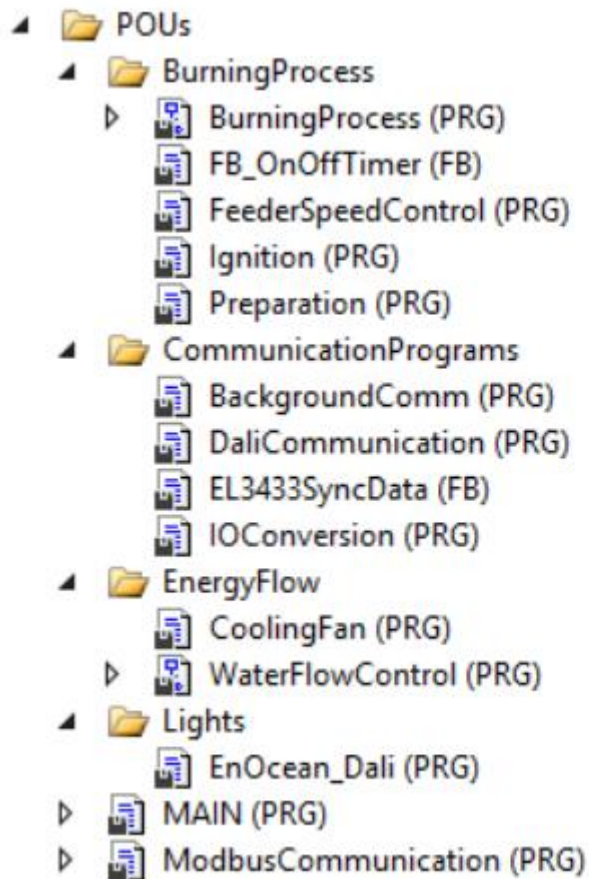 POUs
BurningProcess
BurningProcess (PRG)
FB_OnOffTimer (FB)
FeederSpeedControl (PRG)
Ignition (PRG)
Preparation (PRG)
CommunicationPrograms
BackgroundComm (PRG)
DaliCommunication (PRG)
EL3433SyncData (FB)
IOConversion (PRG)
EnergyFlow
CoolingFan (PRG)
WaterFlowControl (PRG)
Lights
EnOcean_Dali (PRG)
MAIN (PRG)
ModbusCommunication (PRG)